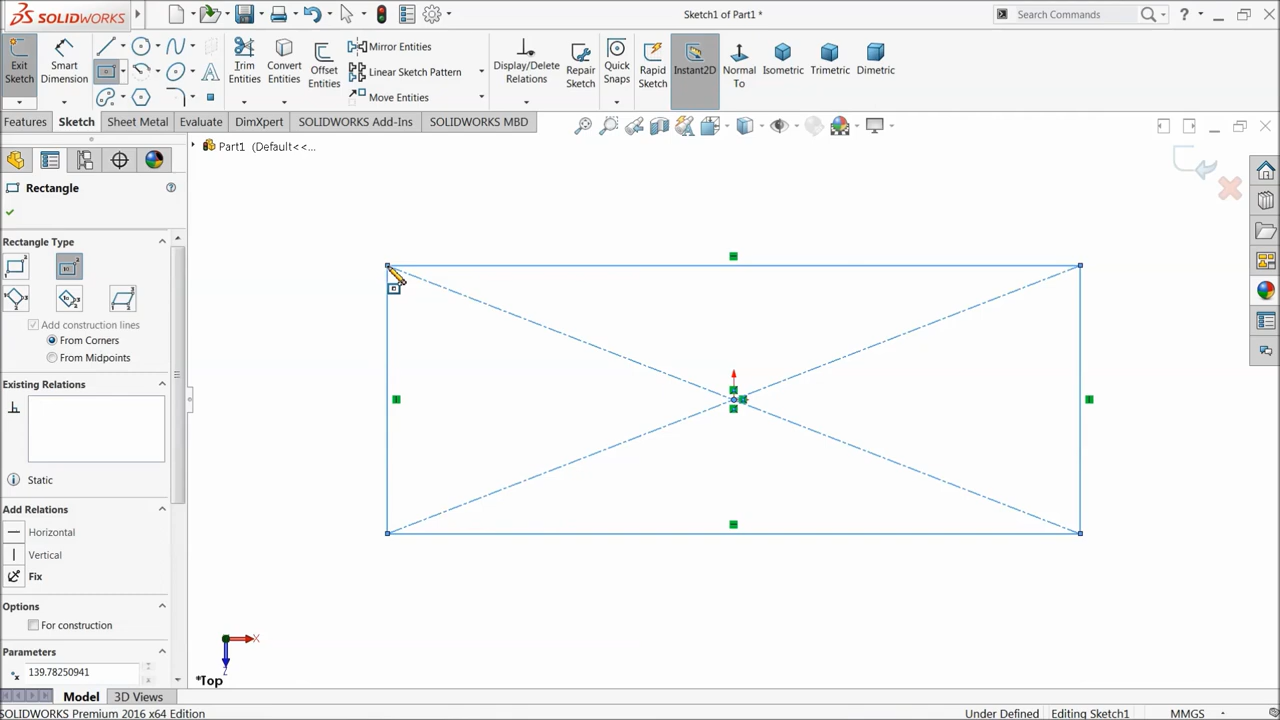 SOLIDWORKS
Sketch1 of Part1 *
Search Commands
Exit Sketch
Smart Dimension
Trim Entities
Convert Entities
Offset Entities
Mirror Entities
Linear Sketch Pattern
Move Entities
Display/Delete Relations
Repair Sketch
Quick Snaps
Rapid Sketch
Instant2D
Normal To
Isometric
Trimetric
Dimetric
Features
Sketch
Sheet Metal
Evaluate
DimXpert
SOLIDWORKS Add-Ins
SOLIDWORKS MBD
Part1 (Default<<...
Rectangle
Rectangle Type
Add construction lines
From Corners
From Midpoints
Existing Relations
Static
Add Relations
Horizontal
Vertical
Fix
Options
For construction
Parameters
139.78250941
X
Z
*Top
Model
3D Views
SOLIDWORKS Premium 2016 x64 Edition
Under Defined
Editing Sketch1
MMGS